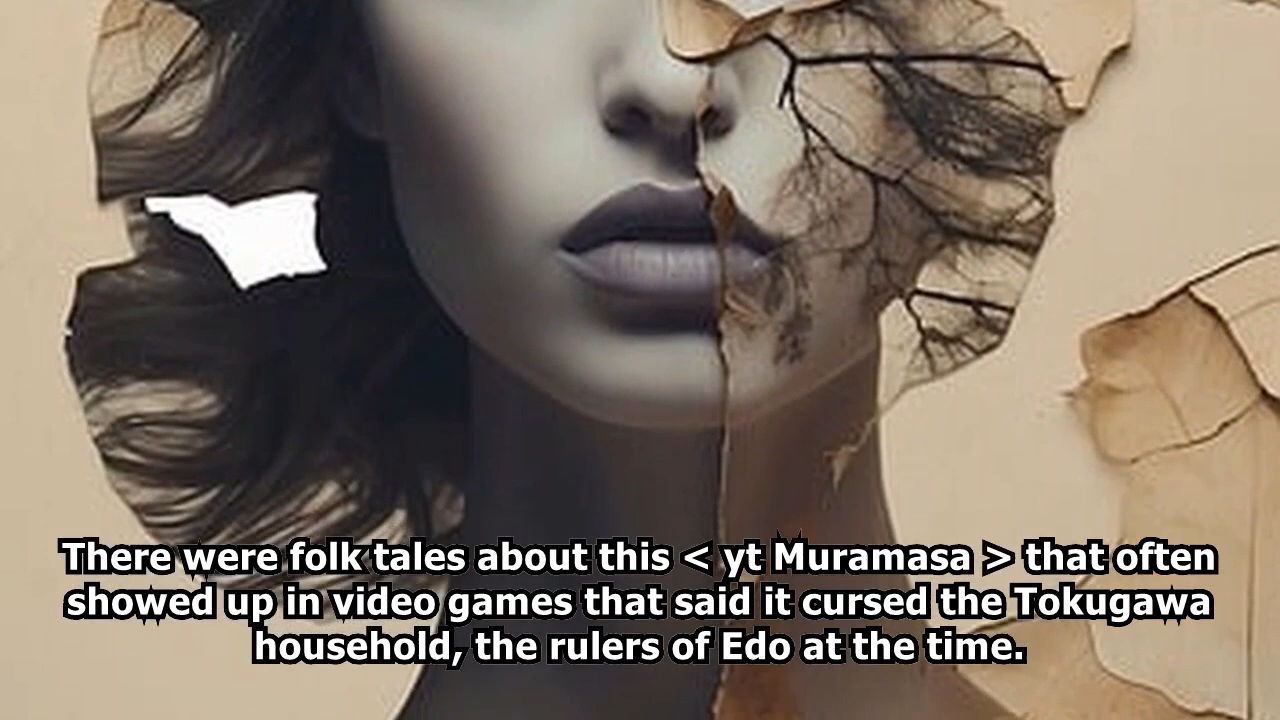 There were folk tales about this < yt Muramasa > that often
showed up in video games that said it cursed the Tokugawa
household, the rulers of Edo at the time.